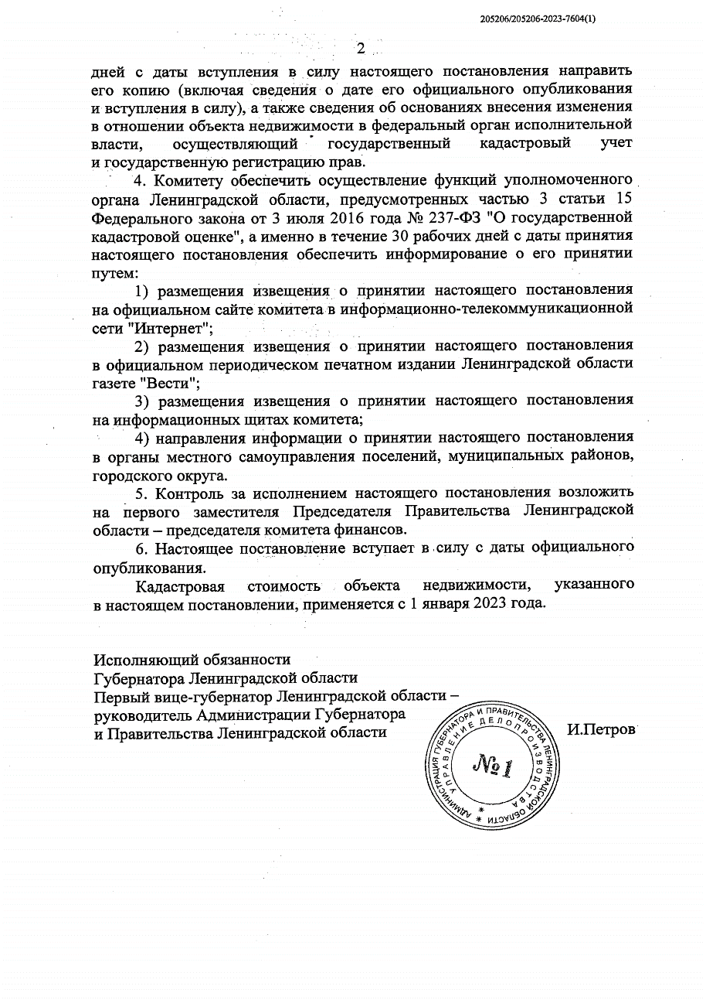 205206/205206-2023-7604(1)
2
дней с даты вступления в силу настоящего постановления направить
его копию (включая сведения о дате его официального опубликования
и вступления в силу), а также сведения об основаниях внесения изменения
в отношении объекта недвижимости в федеральный орган исполнительной
власти, осуществляющий государственный кадастровый учет
и государственную регистрацию прав.
4. Комитету обеспечить осуществление функций уполномоченного
органа Ленинградской области, предусмотренных частью 3 статьи 15
Федерального закона от 3 июля 2016 года № 237-ФЗ "О государственной
кадастровой оценке", а именно в течение 30 рабочих дней с даты принятия
настоящего постановления обеспечить информирование о его принятии
путем:
1) размещения извещения о принятии настоящего постановления
на официальном сайте комитета в информационно-телекоммуникационной
сети "Интернет";
2) размещения извещения о принятии настоящего постановления
в официальном периодическом печатном издании Ленинградской области
газете "Вести";
3) размещения извещения о принятии настоящего постановления
на информационных щитах комитета;
4) направления информации о принятии настоящего постановления
в органы местного самоуправления поселений, муниципальных районов,
городского округа.
5. Контроль за исполнением настоящего постановления возложить
на первого заместителя Председателя Правительства Ленинградской
области – председателя комитета финансов.
6. Настоящее постановление вступает в силу с даты официального
опубликования.
Кадастровая стоимость объекта недвижимости, указанного
в настоящем постановлении, применяется с 1 января 2023 года.
Исполняющий обязанности
Губернатора Ленинградской области
Первый вице-губернатор Ленинградской области –
руководитель Администрации Губернатора
и Правительства Ленинградской области
И.Петров
АДМИНИСТРАЦИЯ ГУБЕРНАТОРА И ПРАВИТЕЛЬСТВА ЛЕНИНГРАДСКОЙ ОБЛАСТИ *
УПРАВЛЕНИЕ ДЕЛОПРОИЗВОДСТВА *
№1